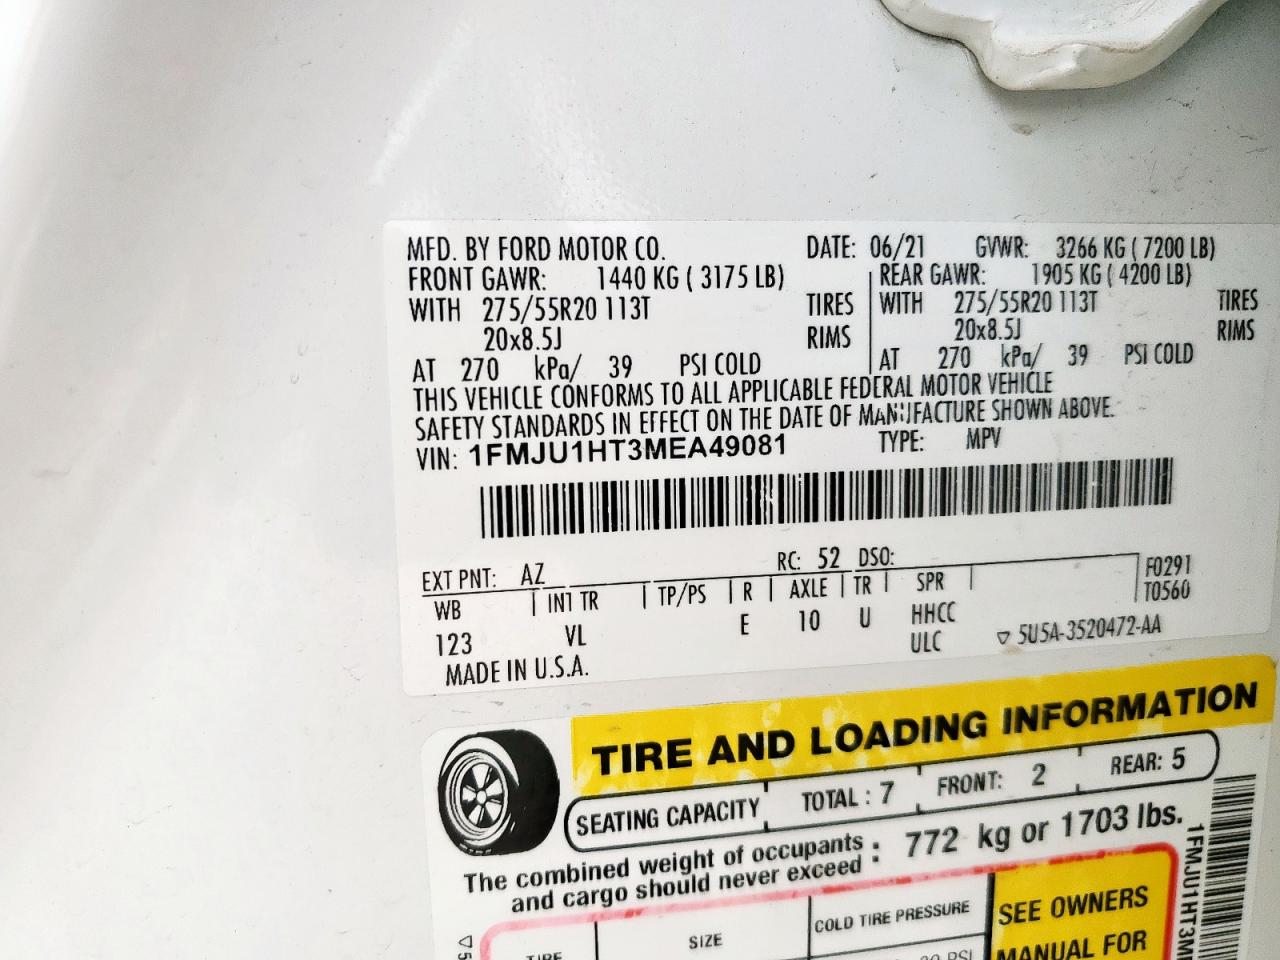 MFD. BY FORD MOTOR CO. DATE: 06/21 GVWR: 3266 KG ( 7200 LB)
FRONT GAWR: 1440 KG ( 3175 LB) REAR GAWR: 1905 KG ( 4200 LB)
WITH 275/55R20 113T TIRES WITH 275/55R20 113T TIRES
20x8.5J RIMS 20x8.5J RIMS
AT 270 kPa/ 39 PSI COLD AT 270 kPa/ 39 PSI COLD
THIS VEHICLE CONFORMS TO ALL APPLICABLE FEDERAL MOTOR VEHICLE
SAFETY STANDARDS IN EFFECT ON THE DATE OF MANUFACTURE SHOWN ABOVE.
VIN: 1FMJU1HT3MEA49081 TYPE: MPV
EXT PNT: AZ RC: 52 DSO:
WB INT TR TP/PS R AXLE TR SPR F0291
T0560
123 VL E 10 U HHCC
ULC ▽ 5U5A-3520472-AA
MADE IN U.S.A.
TIRE AND LOADING INFORMATION
SEATING CAPACITY TOTAL : 7 FRONT: 2 REAR: 5
The combined weight of occupants
and cargo should never exceed : 772 kg or 1703 lbs.
TIRE SIZE COLD TIRE PRESSURE SEE OWNERS
PSI MANUAL FOR
1FMJU1HT3M